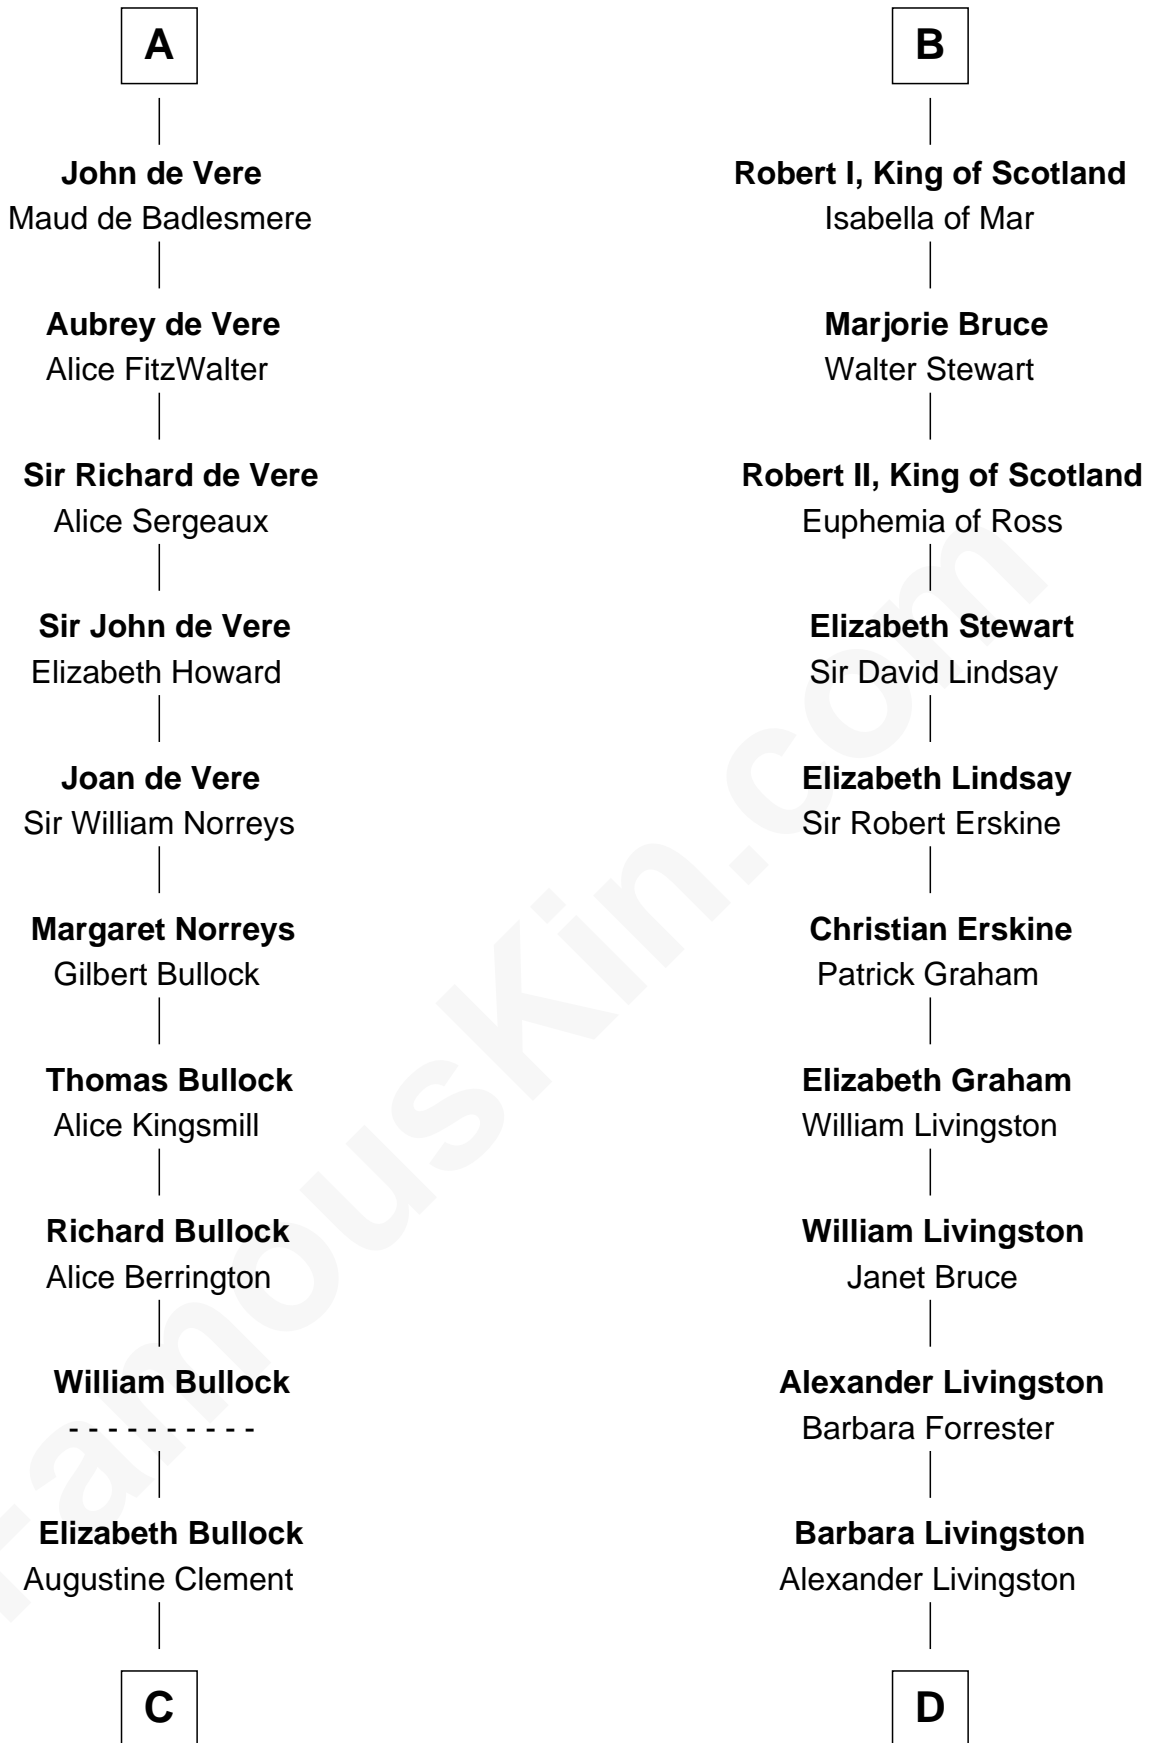 A
John de Vere
Maud de Badlesmere
Aubrey de Vere
Alice FitzWalter
Sir Richard de Vere
Alice Sergeaux
Sir John de Vere
Elizabeth Howard
Joan de Vere
Sir William Norreys
Margaret Norreys
Gilbert Bullock
Thomas Bullock
Alice Kingsmill
Richard Bullock
Alice Berrington
William Bullock
- - - - - - - - - -
Elizabeth Bullock
Augustine Clement
C
B
Robert I, King of Scotland
Isabella of Mar
Marjorie Bruce
Walter Stewart
Robert II, King of Scotland
Euphemia of Ross
Elizabeth Stewart
Sir David Lindsay
Elizabeth Lindsay
Sir Robert Erskine
Christian Erskine
Patrick Graham
Elizabeth Graham
William Livingston
William Livingston
Janet Bruce
Alexander Livingston
Barbara Forrester
Barbara Livingston
Alexander Livingston
D
FamousKin.com